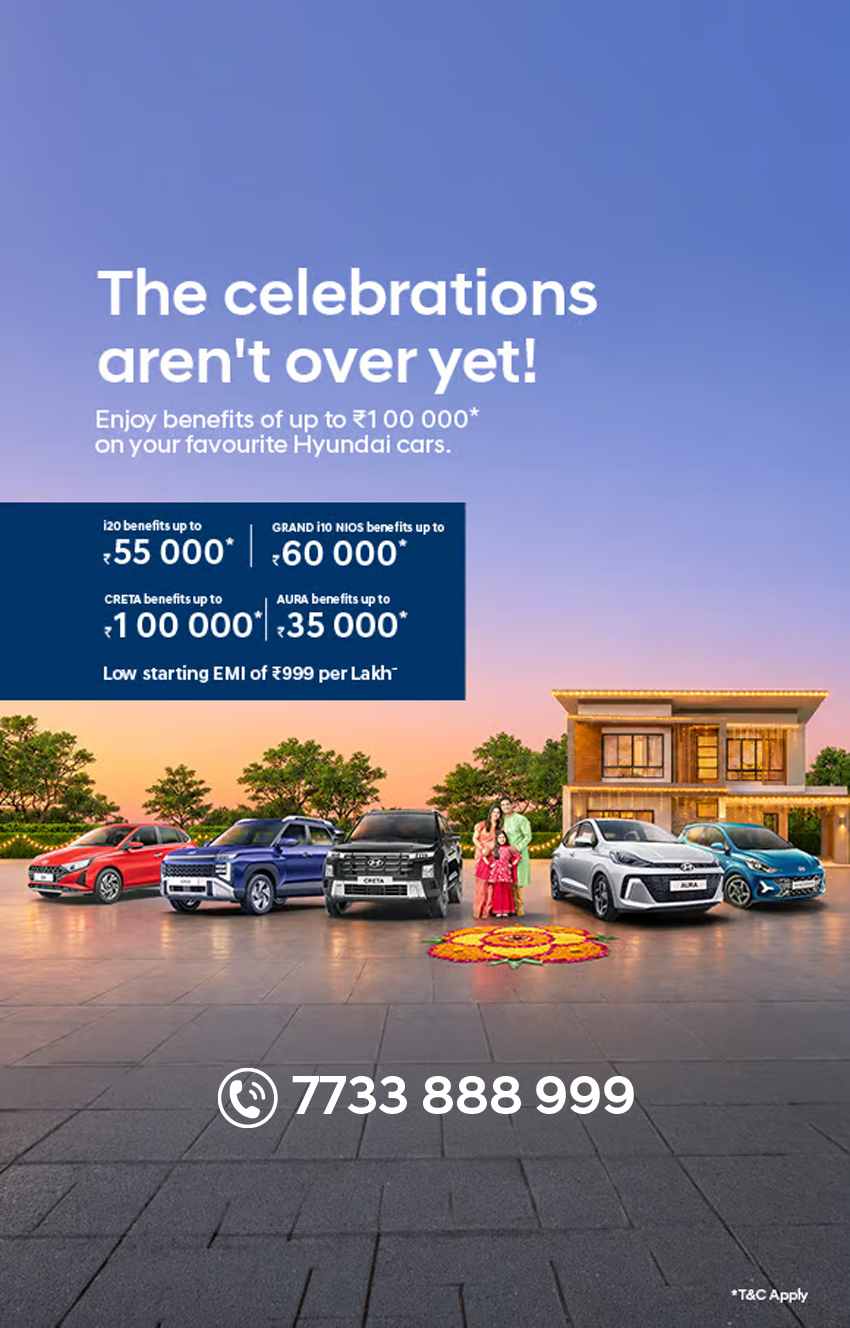 The celebrations
aren't over yet!
Enjoy benefits of up to ₹1 00 000*
on your favourite Hyundai cars.
i20 benefits up to
₹55 000*
GRAND i10 NIOS benefits up to
₹60 000*
CRETA benefits up to
₹1 00 000*
AURA benefits up to
₹35 000*
Low starting EMI of ₹999 per Lakh~
CRETA
AURA
7733 888 999
*T&C Apply